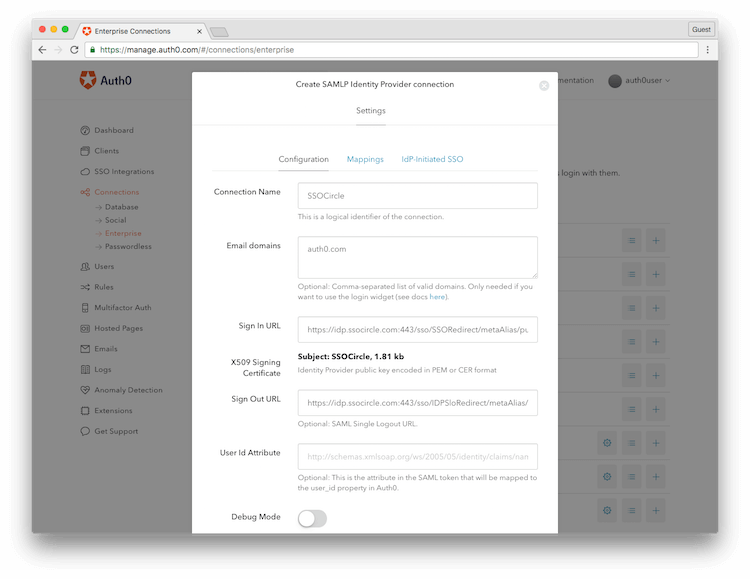 Enterprise Connections
Guest
https://manage.auth0.com/#/connections/enterprise
Auth0
mentation
auth0user
Create SAMLP Identity Provider connection
Settings
Dashboard
Clients
SSO Integrations
Connections
Database
Social
Enterprise
Passwordless
Users
Rules
Multifactor Auth
Hosted Pages
Emails
Logs
Anomaly Detection
Extensions
Get Support
login with them.
Configuration Mappings IdP-Initiated SSO
Connection Name
SSOCircle
This is a logical identifier of the connection.
Email domains
auth0.com
Optional: Comma-separated list of valid domains. Only needed if you
want to use the login widget (see docs here).
Sign In URL
https://idp.ssocircle.com:443/sso/SSORedirect/metaAlias/pu
X509 Signing
Certificate
Subject: SSOCircle, 1.81 kb
Identity Provider public key encoded in PEM or CER format
Sign Out URL
https://idp.ssocircle.com:443/sso/IDPSloRedirect/metaAlias/
Optional: SAML Single Logout URL.
User Id Attribute
http://schemas.xmlsoap.org/ws/2005/05/identity/claims/nam
Optional: This is the attribute in the SAML token that will be mapped to
the user_id property in Auth0.
Debug Mode